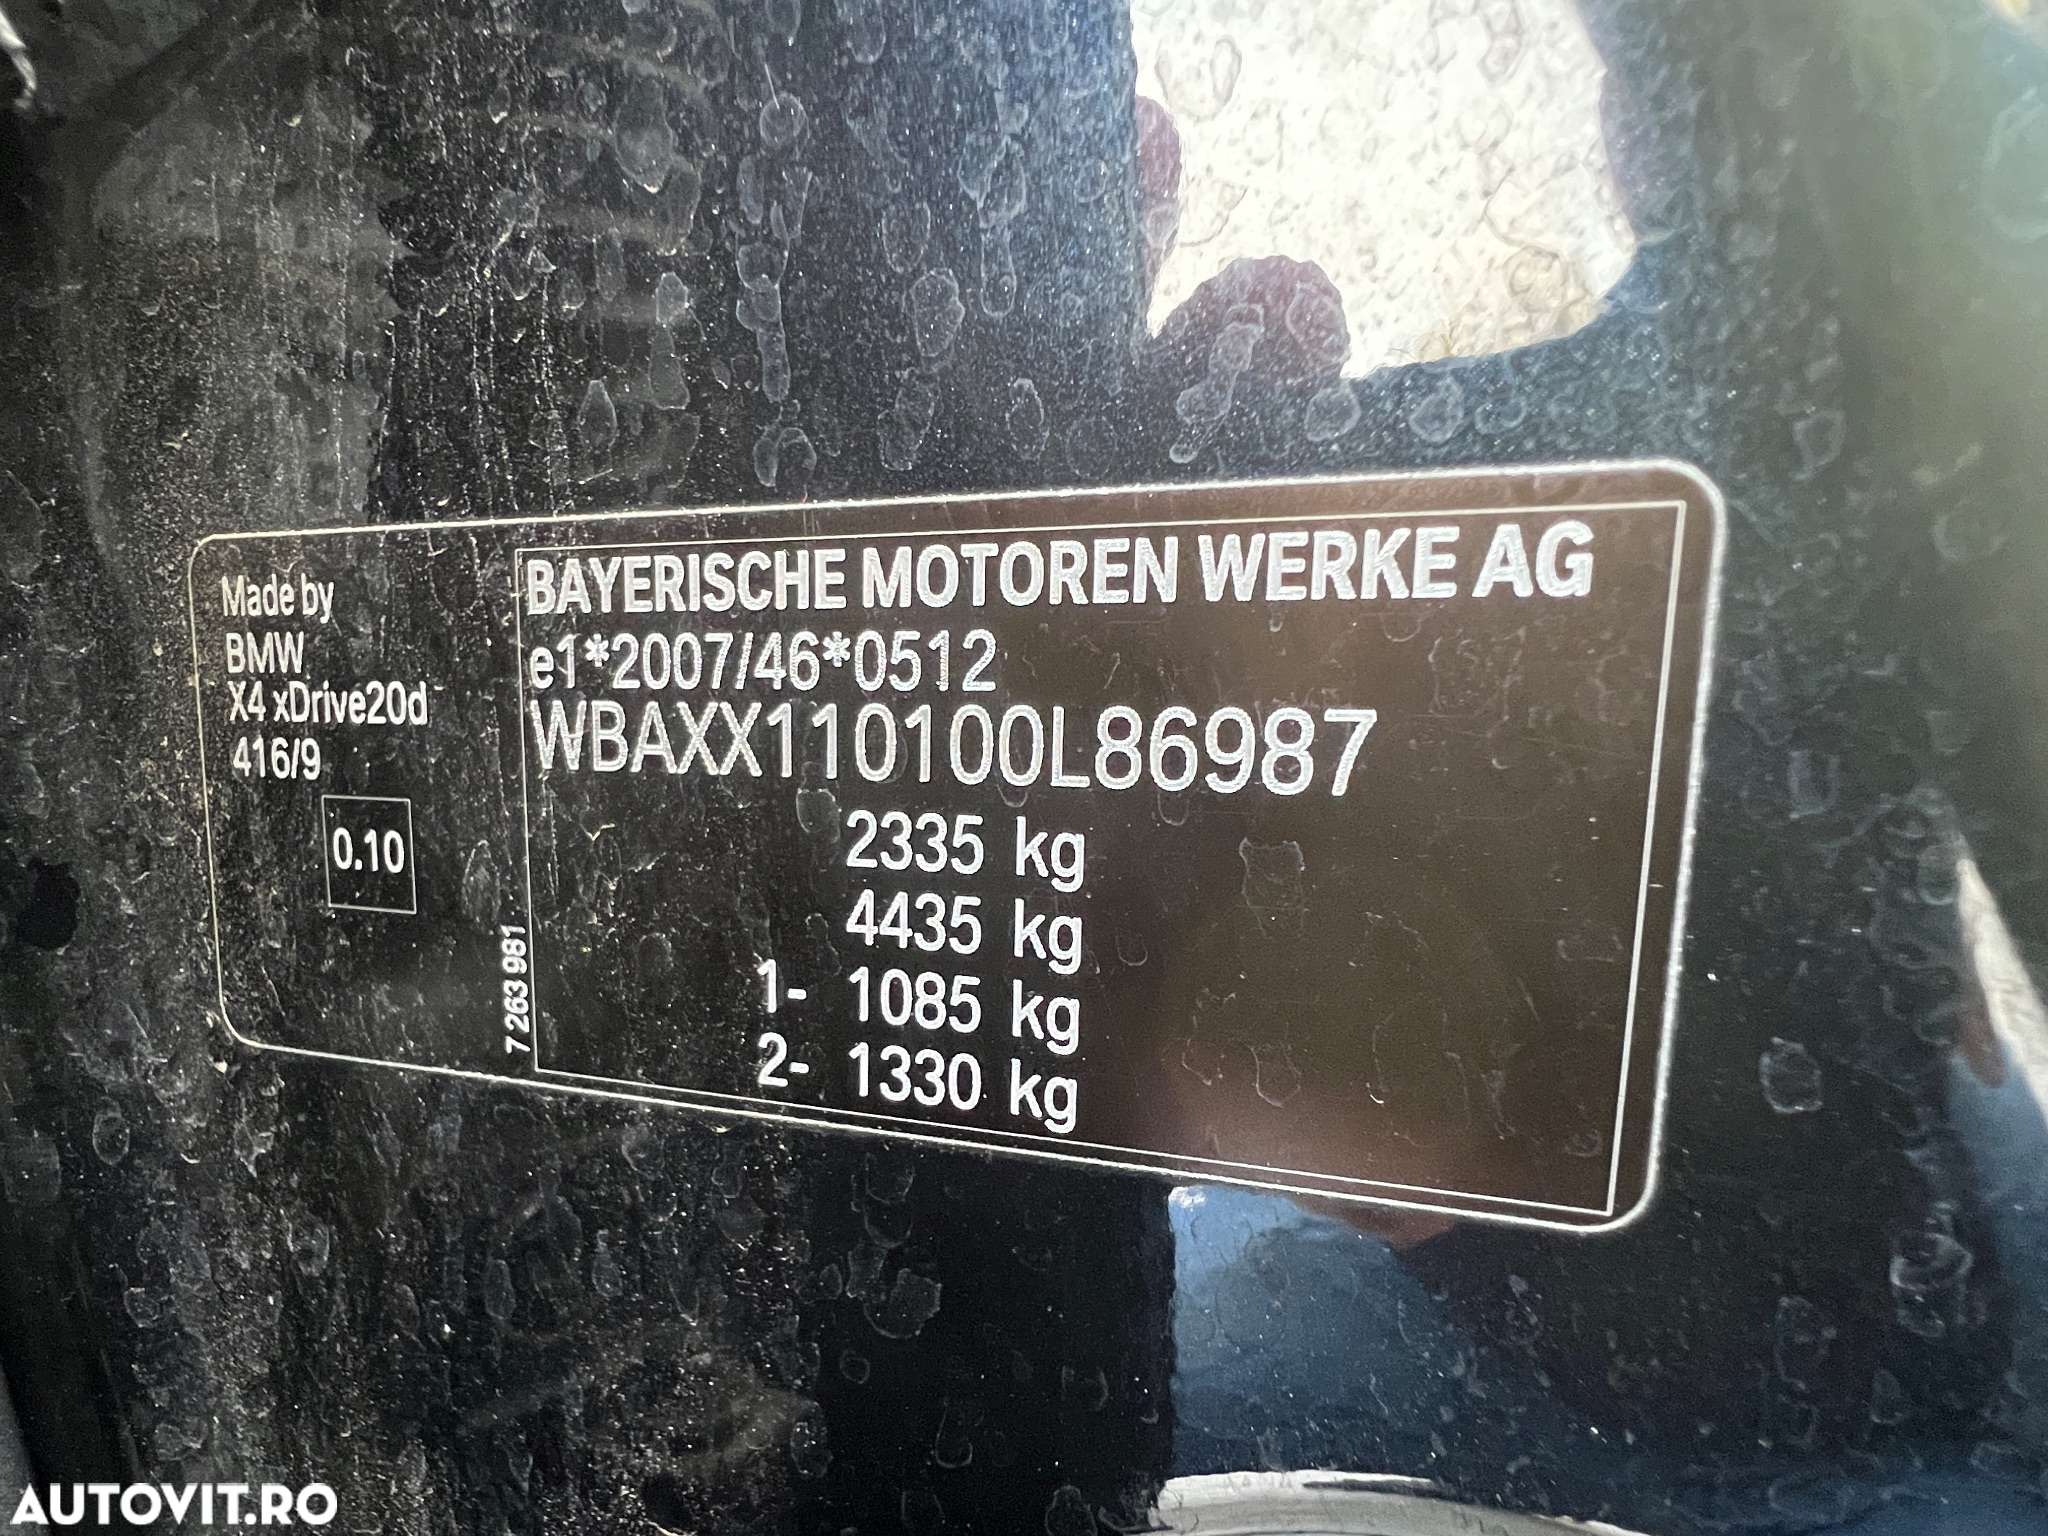 Made by
BMW
X4 xDrive20d
416/9
0.10
7 263 981
BAYERISCHE MOTOREN WERKE AG
e1*2007/46*0512
WBAXX110100L86987
2335 kg
4435 kg
1- 1085 kg
2- 1330 kg
AUTOVIT.RO